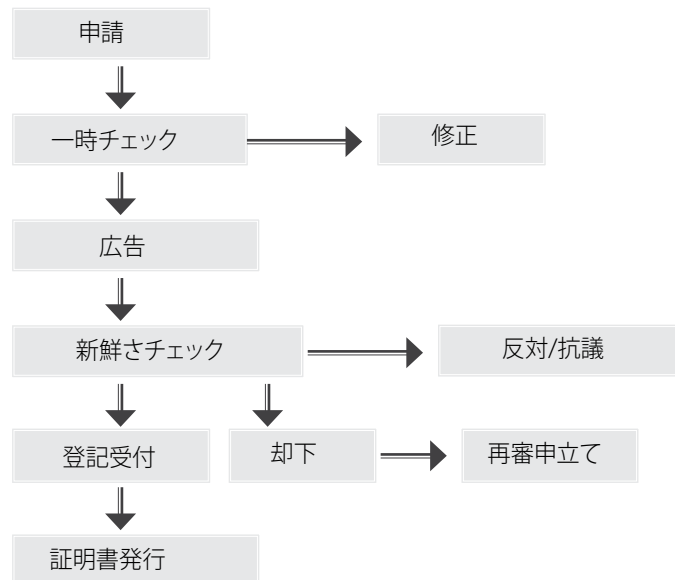 申請
一時チェック
修正
広告
新鮮さチェック
反対/抗議
登記受付
却下
再審申立て
証明書発行